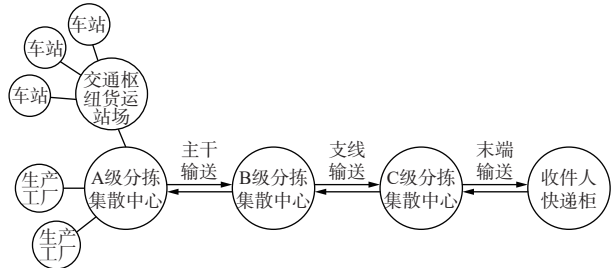 车站
车站
车站
交通枢
纽货运
站场
生产
工厂
生产
工厂
A级分拣
集散中心
主干
输送
B级分拣
集散中心
支线
输送
C级分拣
集散中心
末端
输送
收件人
快递柜